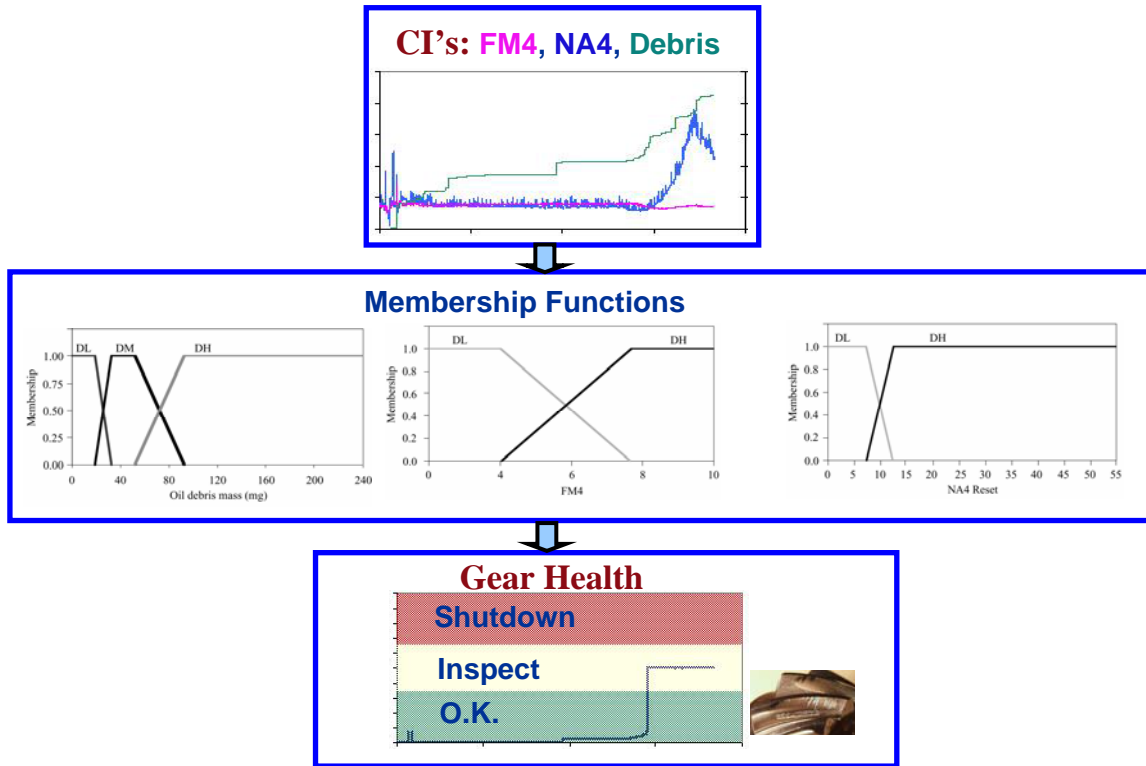 CI's: FM4, NA4, Debris
Membership Functions
DL DM DH
1.00
0.75
0.50
0.25
0.00
Membership
0 40 80 120 160 200 240
Oil debris mass (mg)
DL DH
1.0
0.8
0.6
0.4
0.2
0.0
Membership
0 2 4 6 8 10
FM4
DL DH
1.0
0.8
0.6
0.4
0.2
0.0
Membership
0 5 10 15 20 25 30 35 40 45 50 55
NA4 Reset
Gear Health
Shutdown
Inspect
O.K.